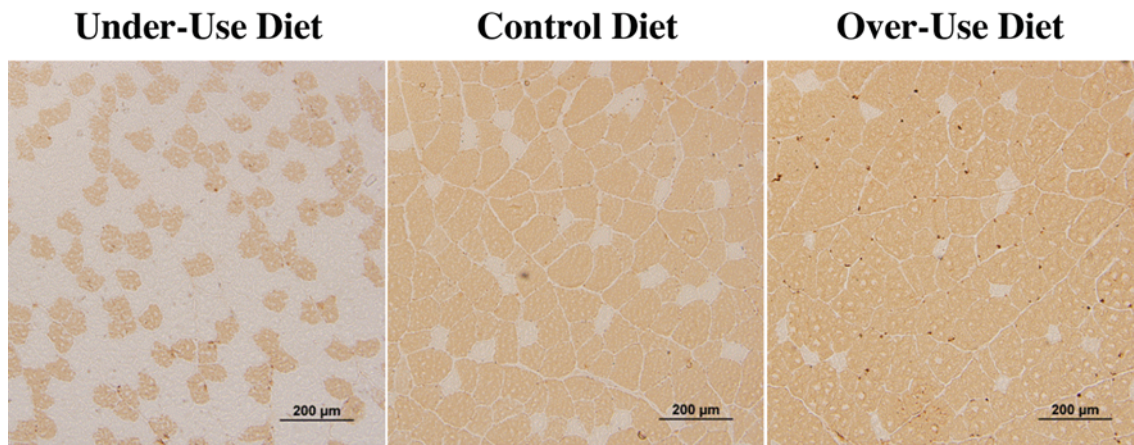 Under-Use Diet Control Diet Over-Use Diet
200 µm 200 µm 200 µm